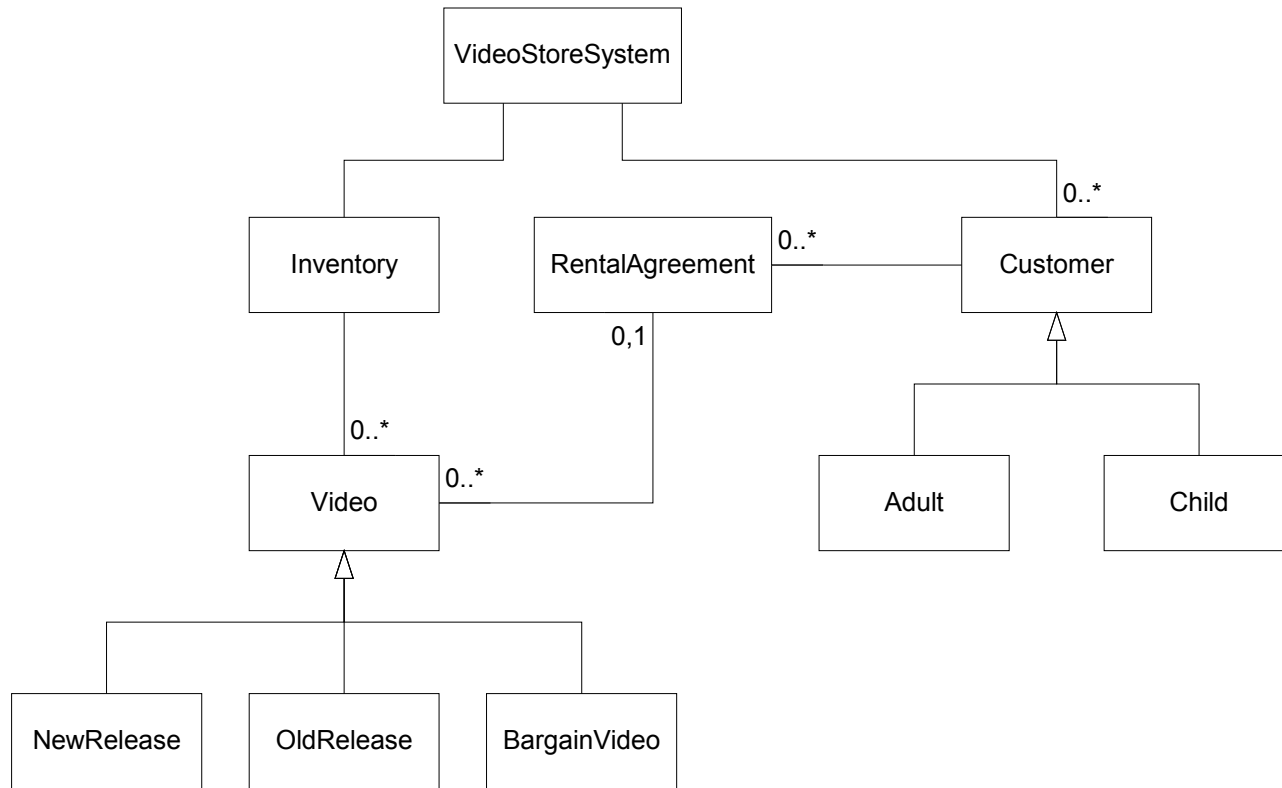 VideoStoreSystem
0..*
Inventory
RentalAgreement
0..*
Customer
0,1
0..*
Video
0..*
Adult
Child
NewRelease
OldRelease
BargainVideo